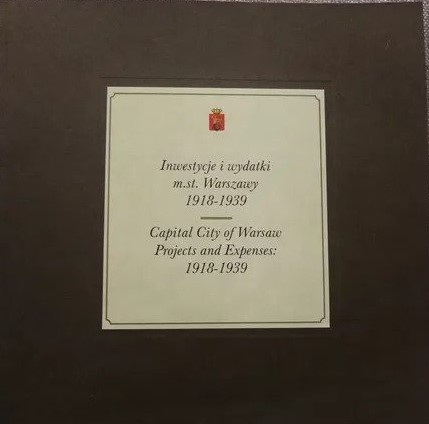 Inwestycje i wydatki
m.st. Warszawy
1918-1939
Capital City of Warsaw
Projects and Expenses:
1918-1939